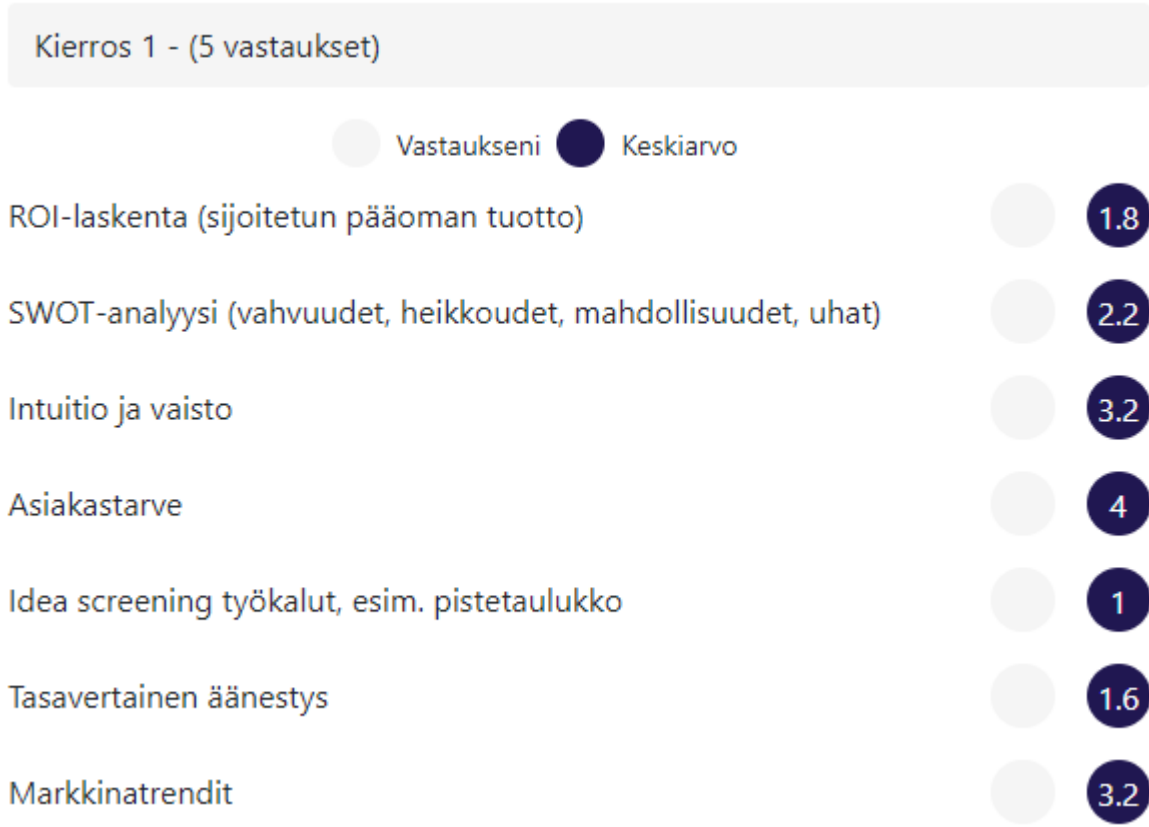 Kierros 1 - (5 vastaukset)
Vastaukseni Keskiarvo
ROI-laskenta (sijoitetun pääoman tuotto) 1.8
SWOT-analyysi (vahvuudet, heikkoudet, mahdollisuudet, uhat) 2.2
Intuitio ja vaisto 3.2
Asiakastarve 4
Idea screening työkalut, esim. pistetaulukko 1
Tasavertainen äänestys 1.6
Markkinatrendit 3.2